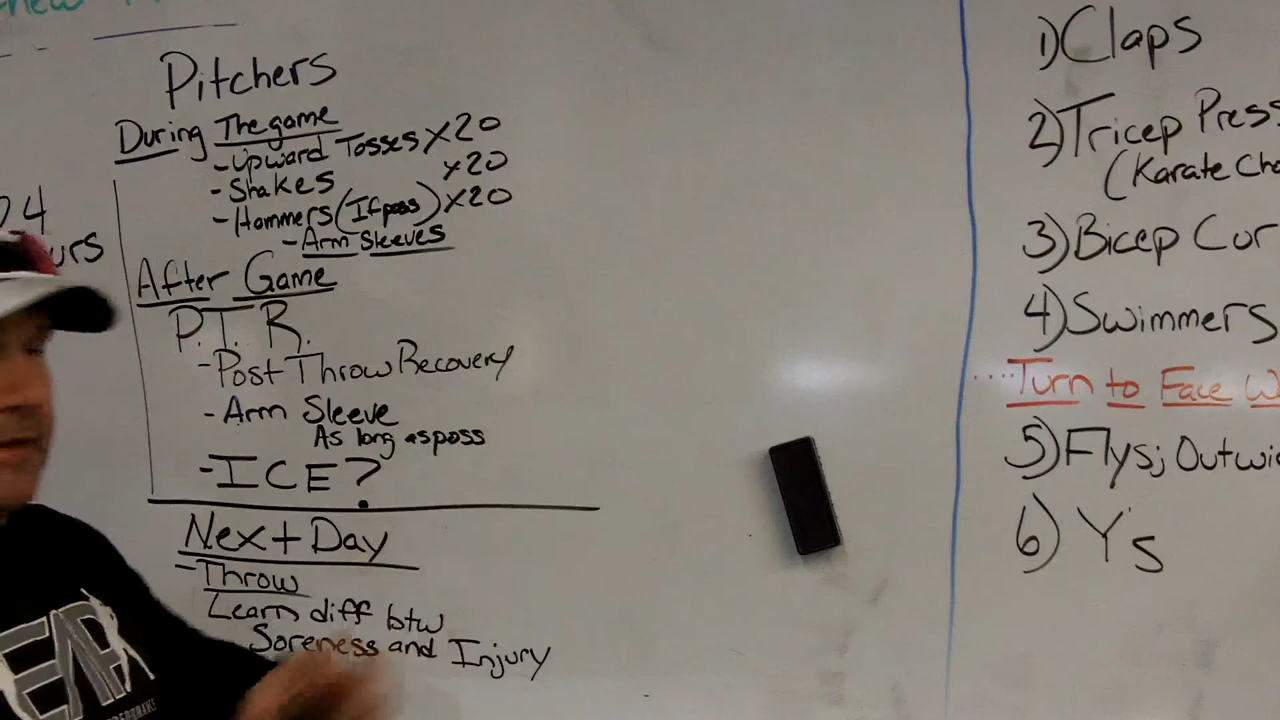 Pitchers
During The game
-Upward Tosses x20
-Shakes x20
-Hammers (If poss) x20
-Arm Sleeves
After Game
P.T.R.
-Post Throw Recovery
-Arm Sleeve
As long as poss
-ICE?
Next Day
-Throw
Learn diff btw
Soreness and Injury
1) Claps
2) Tricep Press
(Karate Cho
3) Bicep Cur
4) Swimmers
....Turn to Face W
5) Flys; Outwi
6) Y's